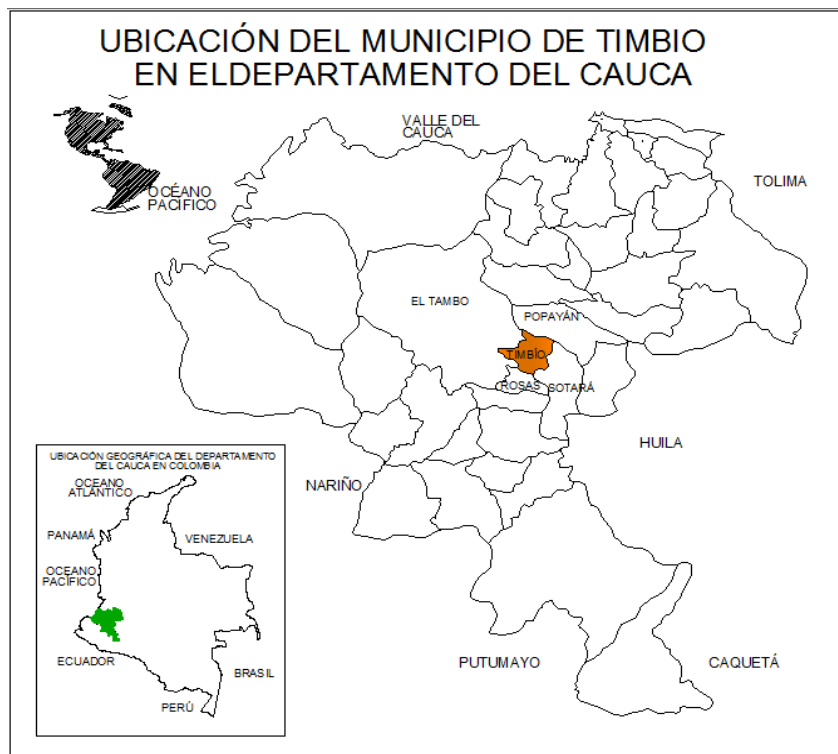 UBICACIÓN DEL MUNICIPIO DE TIMBIO
EN ELDEPARTAMENTO DEL CAUCA
VALLE DEL
CAUCA
OCÉANO
PACIFICO
TOLIMA
EL TAMBO
POPAYÁN
TIMBÍO
ROSAS
SOTARÁ
HUILA
NARIÑO
PUTUMAYO
CAQUETÁ
UBICACIÓN GEOGRÁFICA DEL DEPARTAMENTO
DEL CAUCA EN COLOMBIA
OCEANO
ATLÁNTICO
PANAMÁ
VENEZUELA
OCEANO
PACÍFICO
ECUADOR
BRASIL
PERÚ